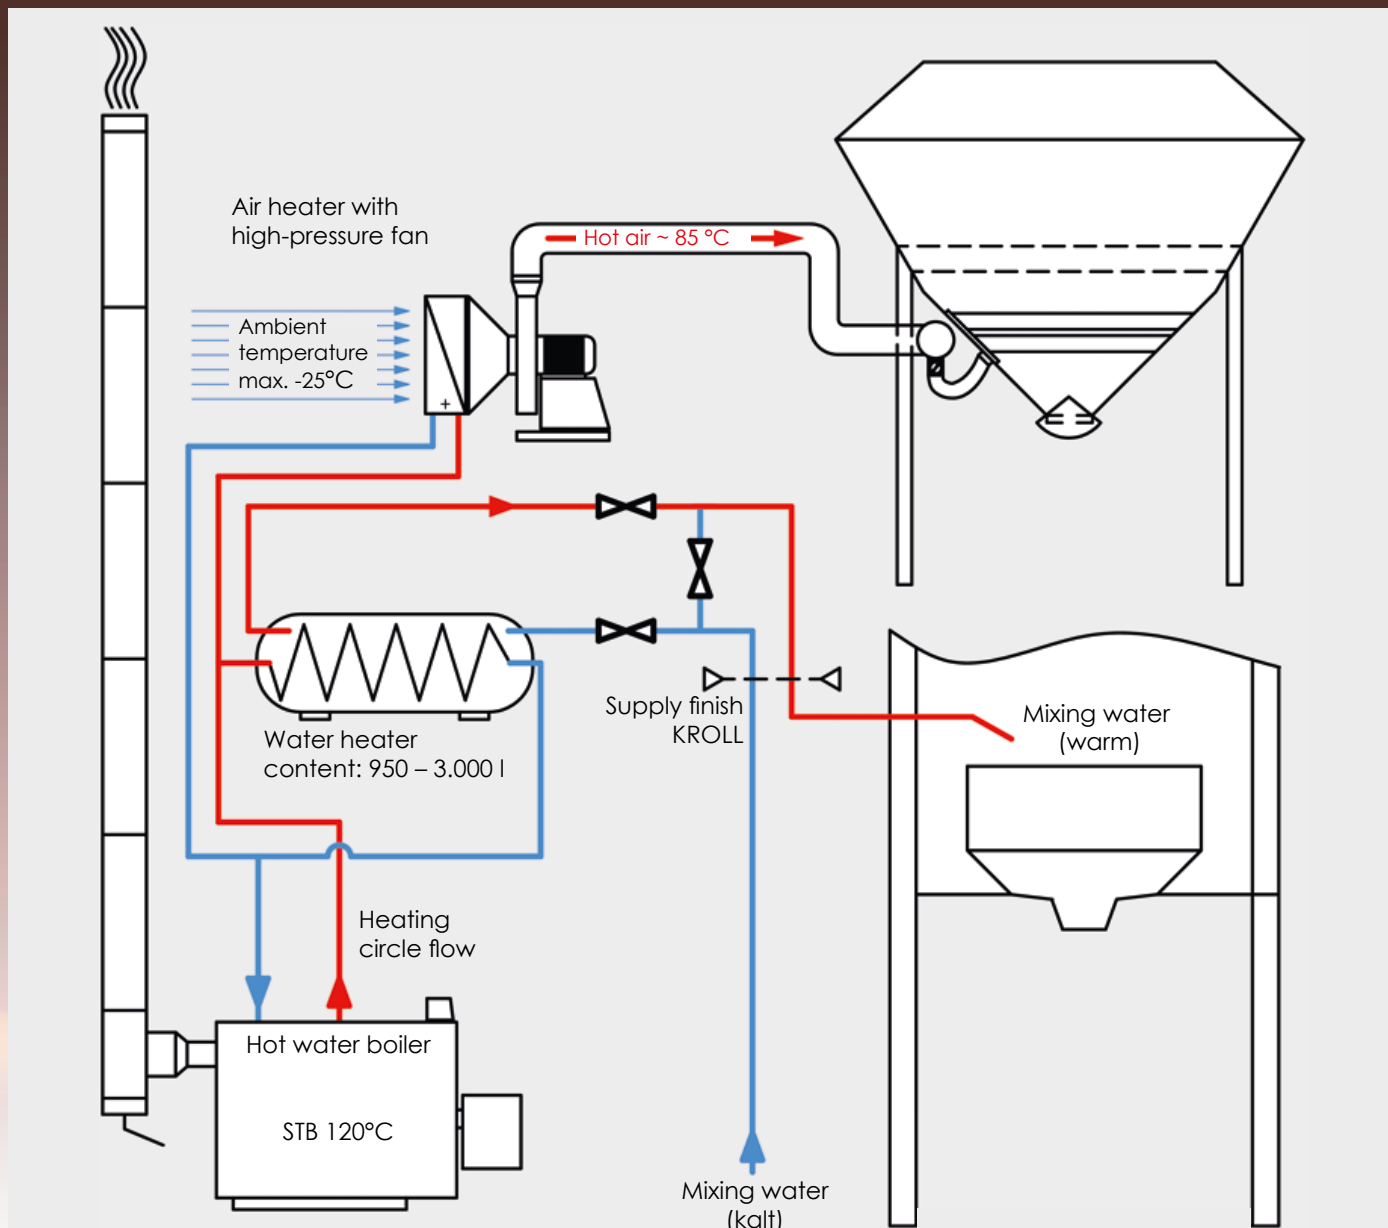 Air heater with
high-pressure fan
Hot air ~ 85 °C
Ambient
temperature
max. -25°C
+
Supply finish
KROLL
Mixing water
(warm)
Water heater
content: 950 – 3.000 l
Heating
circle flow
Hot water boiler
STB 120°C
Mixing water
(kalt)